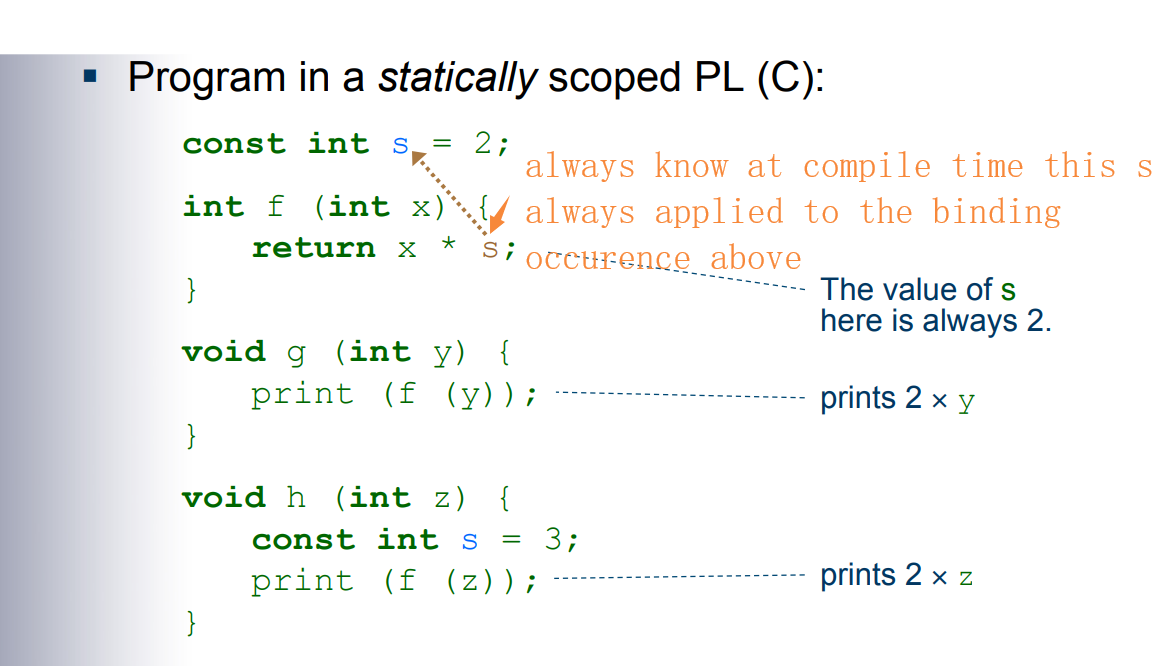 ▪ Program in a statically scoped PL (C):
const int s = 2;
always know at compile time this s
int f (int x) {
always applied to the binding
return x * s;
occurence above
The value of s
here is always 2.
}
void g (int y) {
print (f (y));
prints 2 × y
}
void h (int z) {
const int s = 3;
print (f (z));
prints 2 × z
}